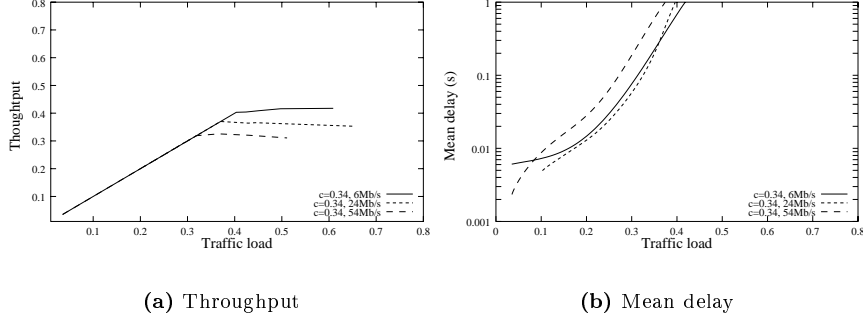 0.8
0.7
0.6
0.5
0.4
0.3
0.2
0.1
Thoughtput
c=0.34, 6Mb/s
c=0.34, 24Mb/s
c=0.34, 54Mb/s
0.1 0.2 0.3 0.4 0.5 0.6 0.7 0.8
Traffic load
1
0.1
0.01
0.001
Mean delay (s)
c=0.34, 6Mb/s
c=0.34, 24Mb/s
c=0.34, 54Mb/s
0 0.1 0.2 0.3 0.4 0.5 0.6 0.7 0.8
Traffic load
(a) Throughput
(b) Mean delay